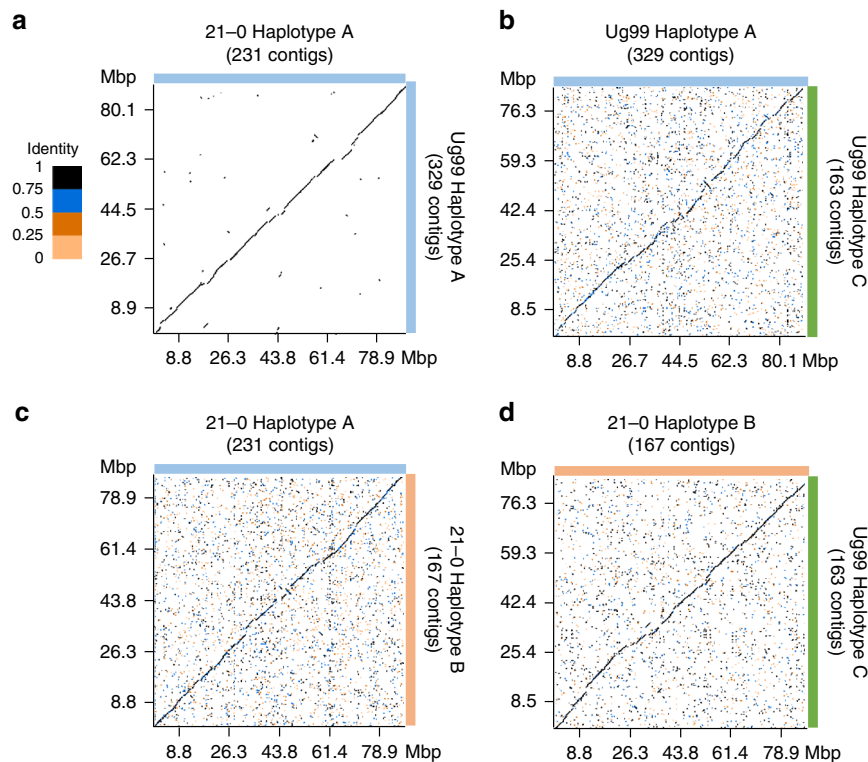 a
21–0 Haplotype A
(231 contigs)
Mbp
80.1
62.3
44.5
26.7
8.9
8.8 26.3 43.8 61.4 78.9 Mbp
Ug99 Haplotype A
(329 contigs)
Identity
1
0.75
0.5
0.25
0
b
Ug99 Haplotype A
(329 contigs)
Mbp
76.3
59.3
42.4
25.4
8.5
8.8 26.7 44.5 62.3 80.1 Mbp
Ug99 Haplotype C
(163 contigs)
c
21–0 Haplotype A
(231 contigs)
Mbp
78.9
61.4
43.8
26.3
8.8
8.8 26.3 43.8 61.4 78.9 Mbp
21–0 Haplotype B
(167 contigs)
d
21–0 Haplotype B
(167 contigs)
Mbp
76.3
59.3
42.4
25.4
8.5
8.8 26.3 43.8 61.4 78.9 Mbp
Ug99 Haplotype C
(163 contigs)